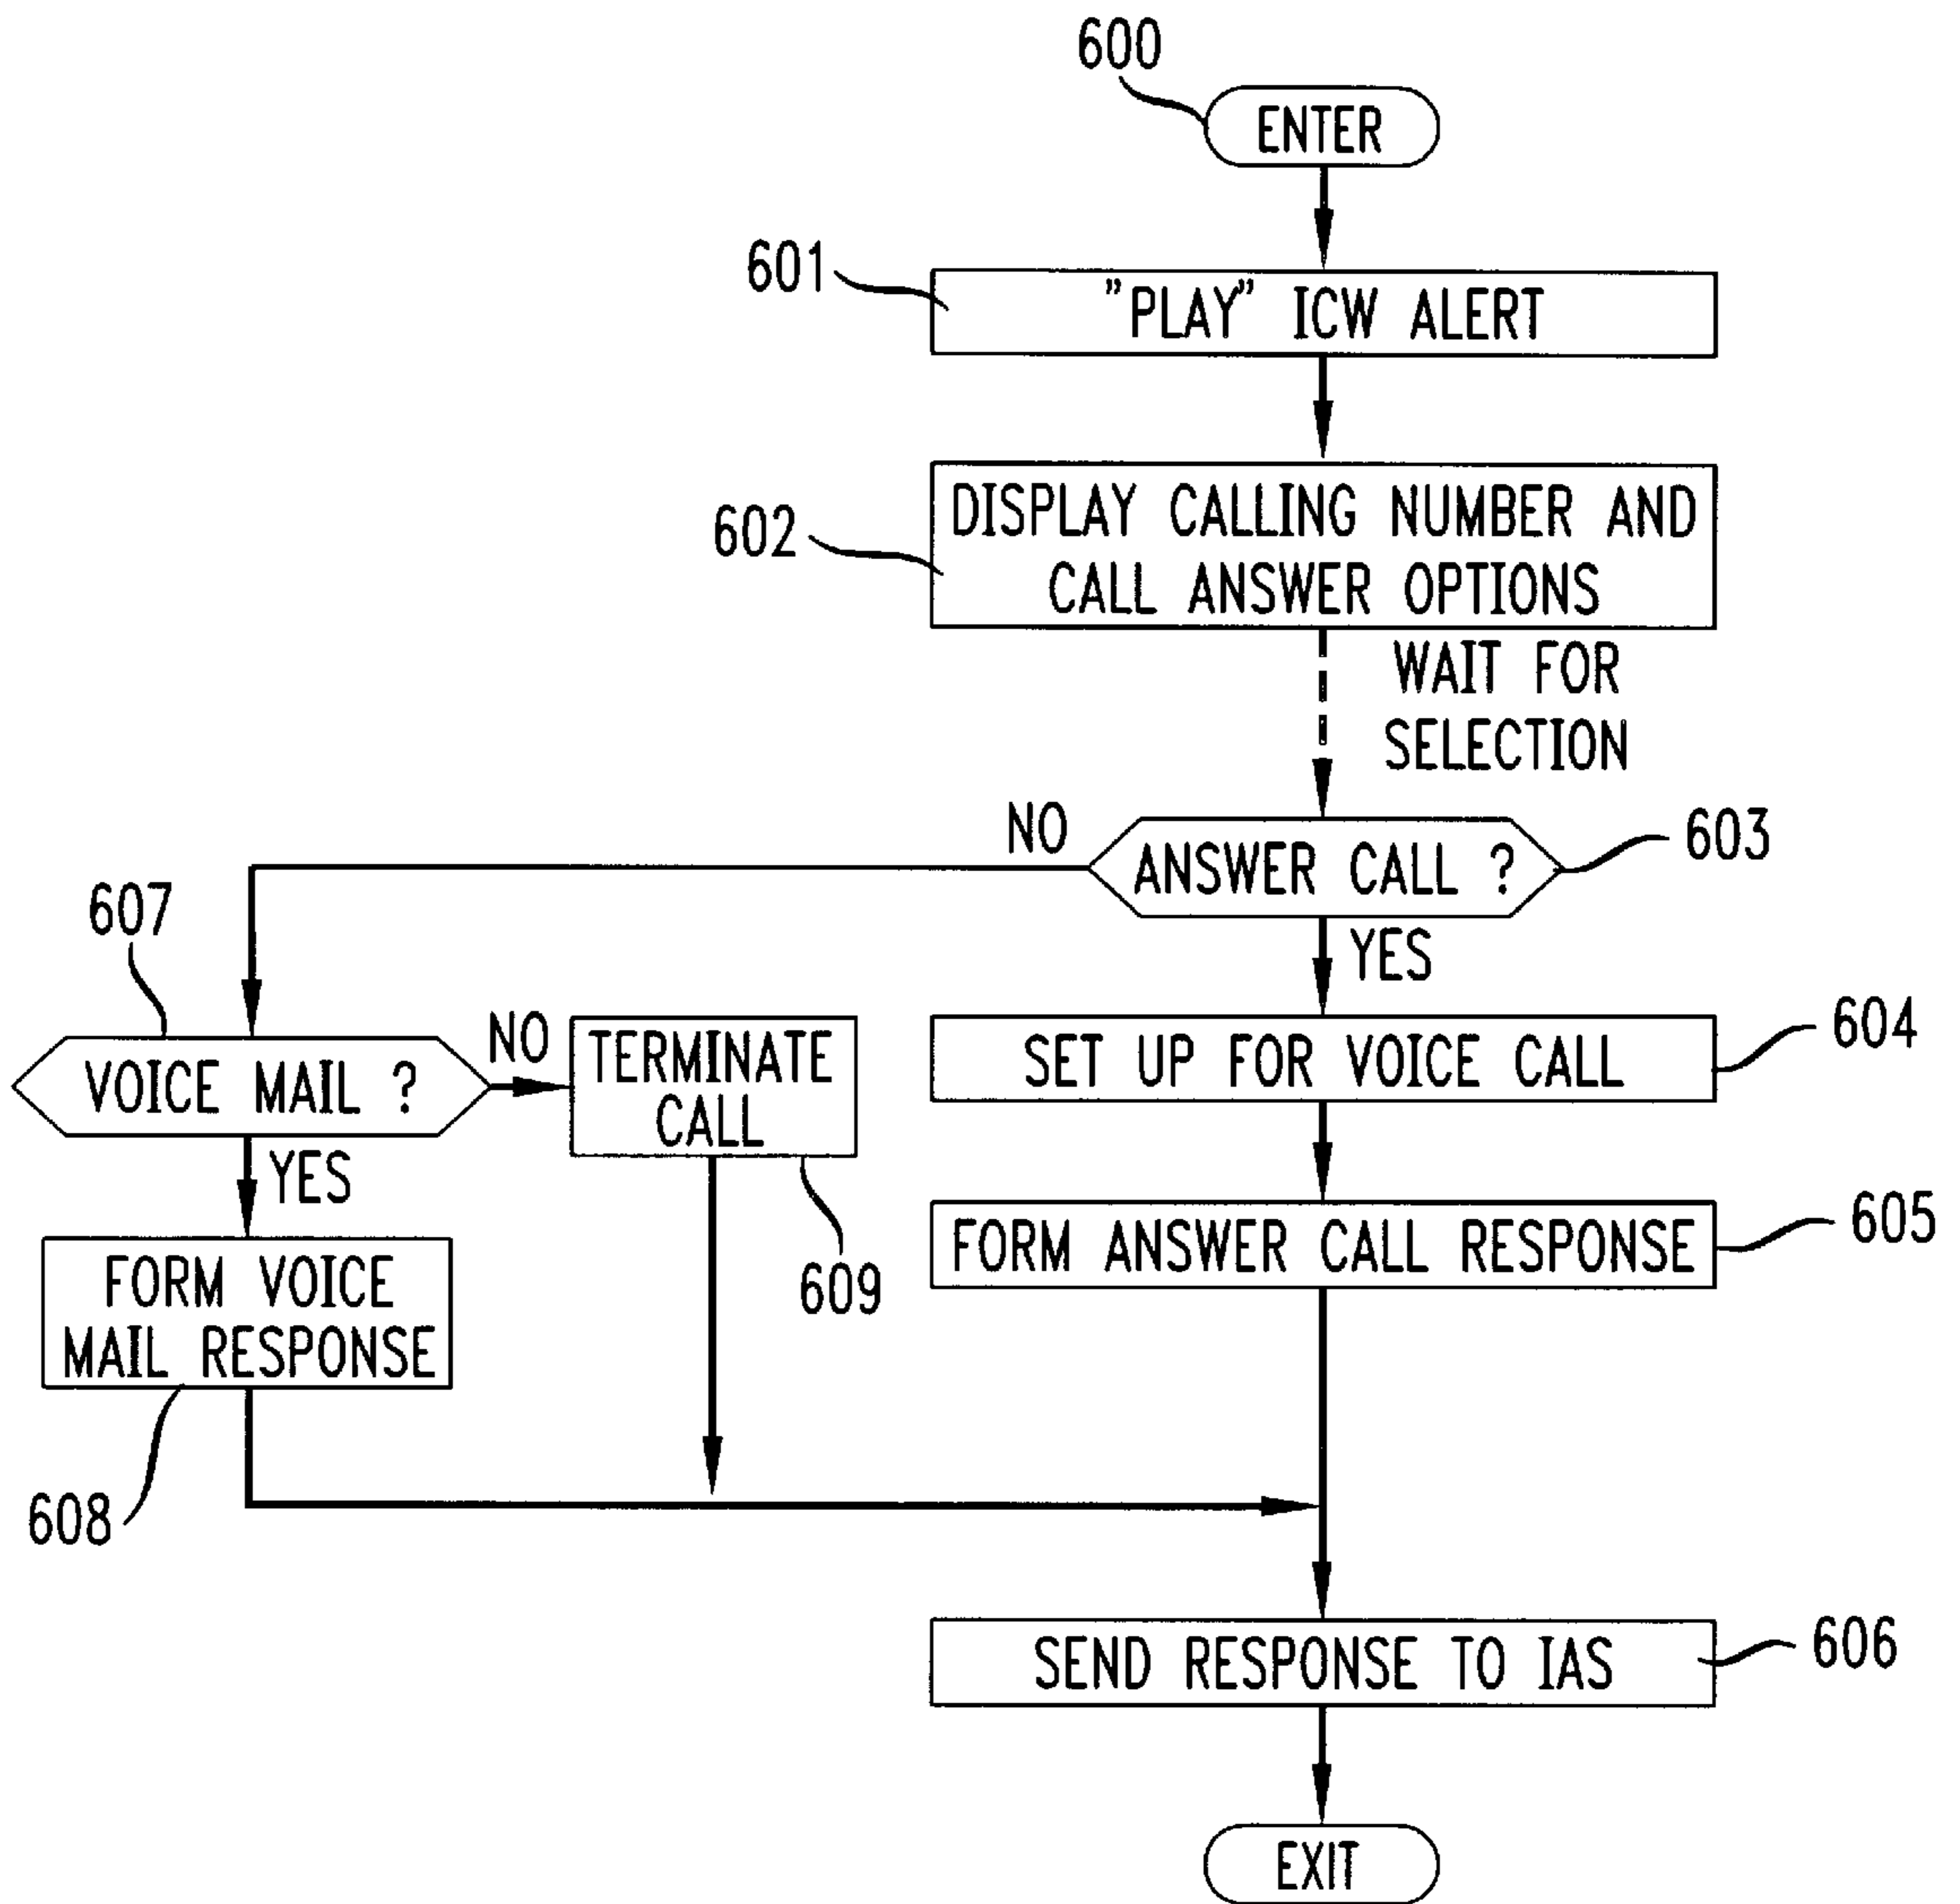 600
ENTER
601
"PLAY" ICW ALERT
602
DISPLAY CALLING NUMBER AND
CALL ANSWER OPTIONS
WAIT FOR
SELECTION
NO
ANSWER CALL ?
603
YES
607
VOICE MAIL ?
NO
TERMINATE
CALL
609
YES
FORM VOICE
MAIL RESPONSE
608
SET UP FOR VOICE CALL
604
FORM ANSWER CALL RESPONSE
605
SEND RESPONSE TO IAS
606
EXIT